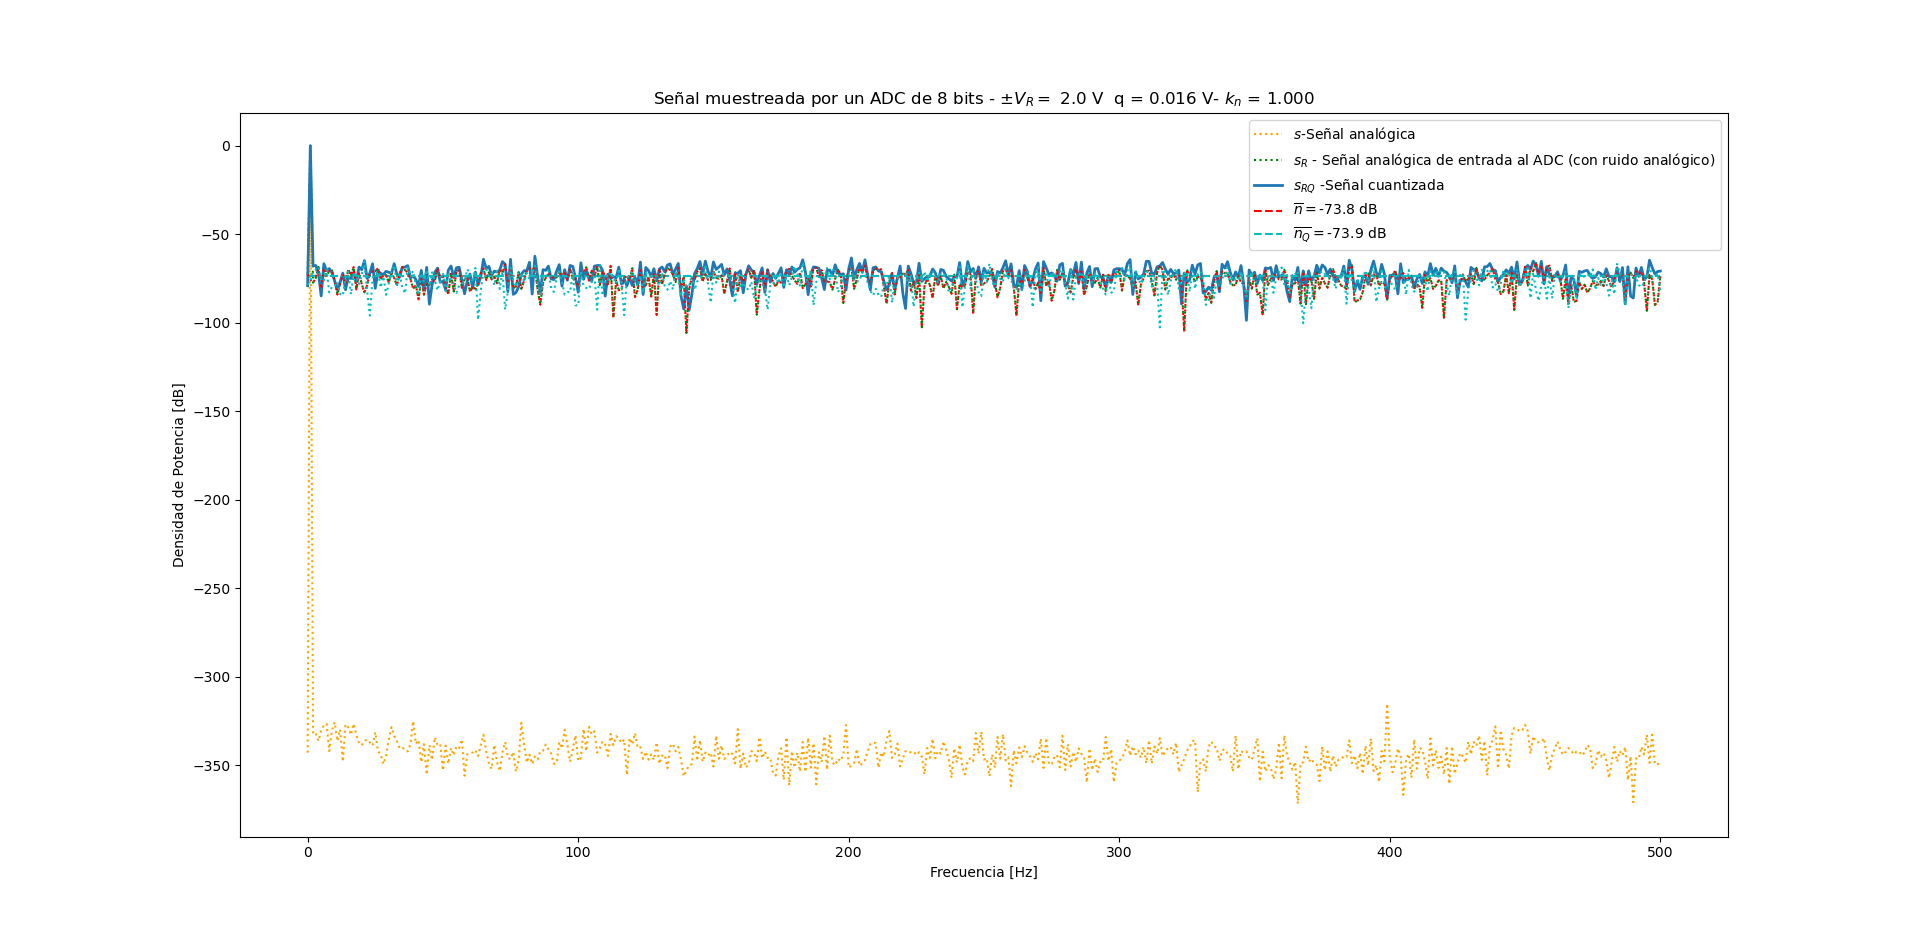 Señal muestreada por un ADC de 8 bits - ±V_R = 2.0 V q = 0.016 V- k_n = 1.000
s-Señal analógica
s_R - Señal analógica de entrada al ADC (con ruido analógico)
s_RQ -Señal cuantizada
n̅ = -73.8 dB
n̅_Q̅ = -73.9 dB
Densidad de Potencia [dB]
0
−50
−100
−150
−200
−250
−300
−350
0 100 200 300 400 500
Frecuencia [Hz]